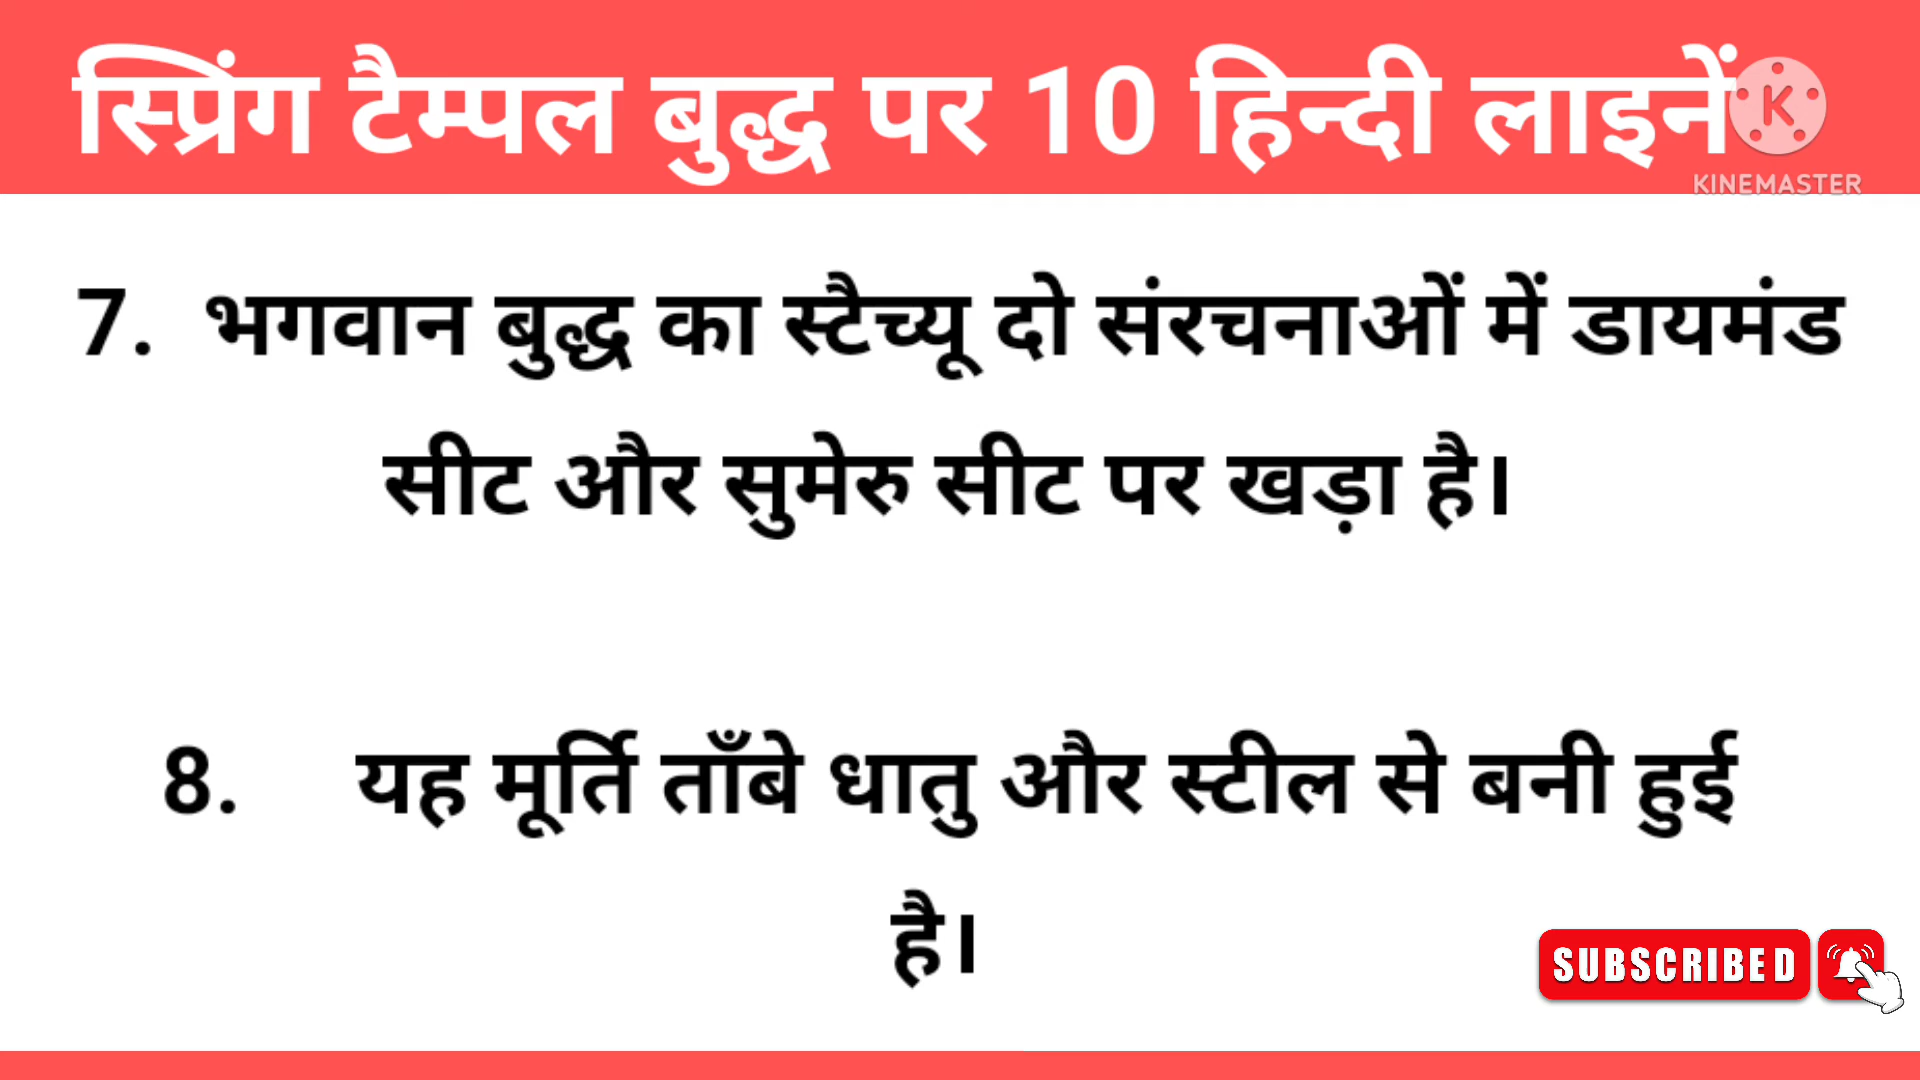 स्प्रिंग टैम्पल बुद्ध पर 10 हिन्दी लाइनें
K
KINEMASTER
7. भगवान बुद्ध का स्टैच्यू दो संरचनाओं में डायमंड
सीट और सुमेरु सीट पर खड़ा है।
8. यह मूर्ति ताँबे धातु और स्टील से बनी हुई
है।
SUBSCRIBED